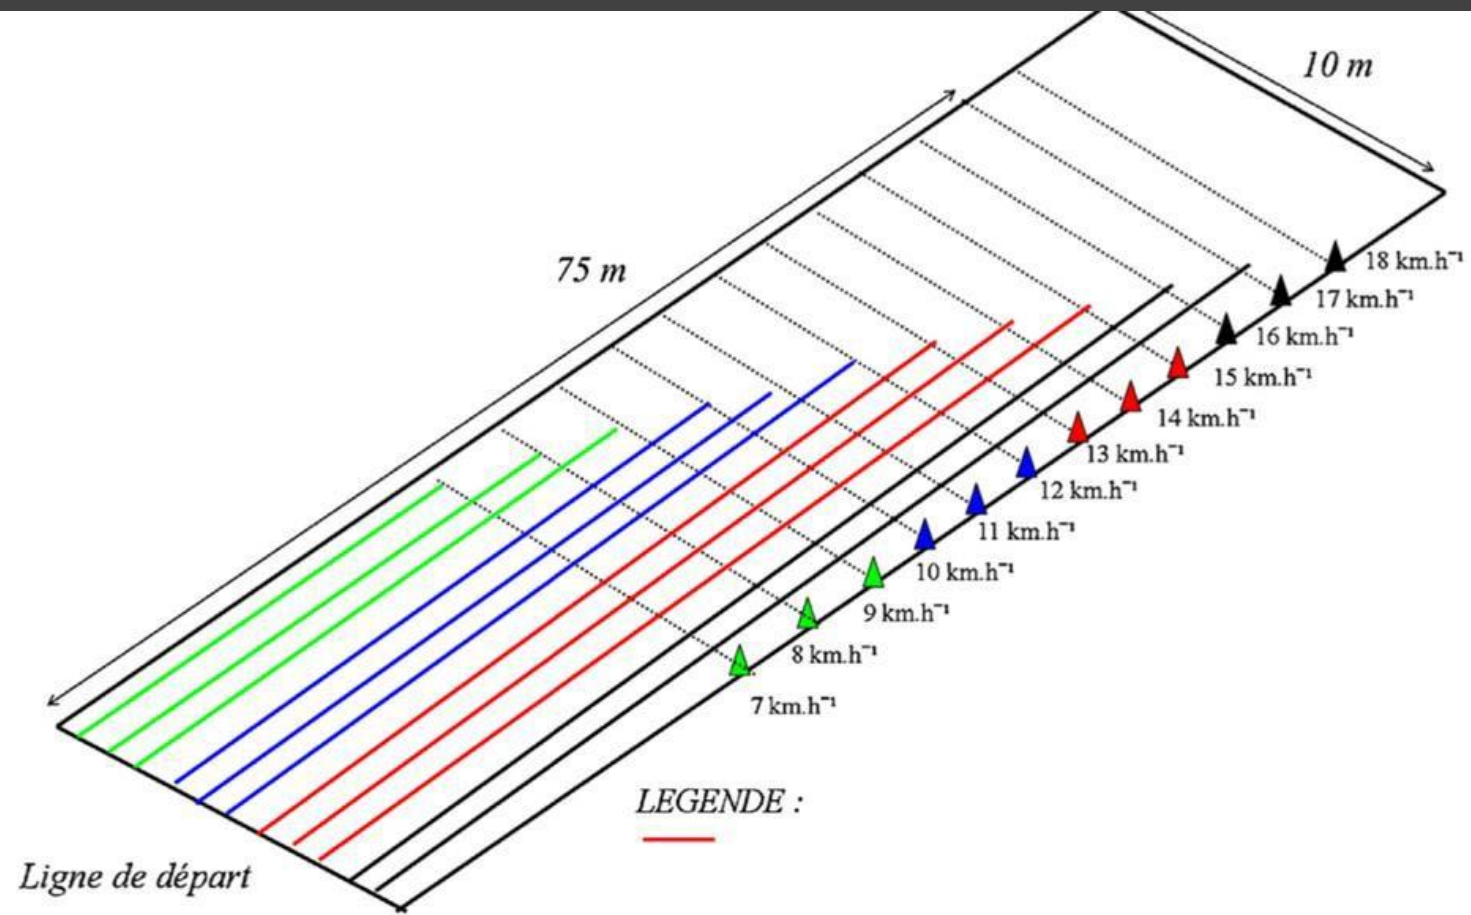 10 m
75 m
18 km.h⁻¹
17 km.h⁻¹
16 km.h⁻¹
15 km.h⁻¹
14 km.h⁻¹
13 km.h⁻¹
12 km.h⁻¹
11 km.h⁻¹
10 km.h⁻¹
9 km.h⁻¹
8 km.h⁻¹
7 km.h⁻¹
LEGENDE :
Ligne de départ